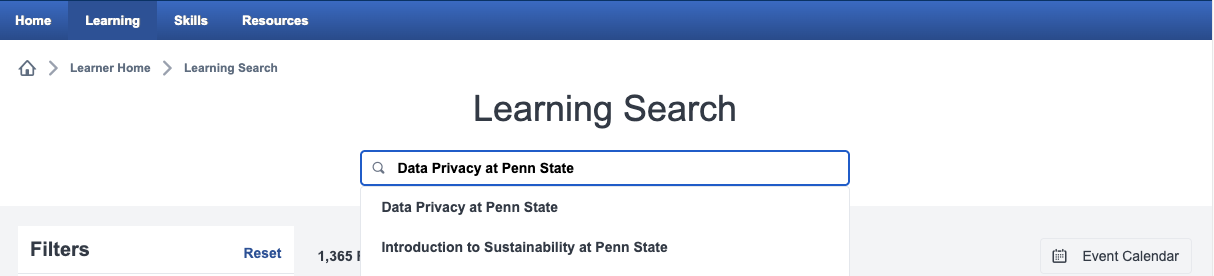 Home Learning Skills Resources
Learner Home Learning Search
Learning Search
Data Privacy at Penn State
Data Privacy at Penn State
Introduction to Sustainability at Penn State
Filters Reset 1,365 Event Calendar